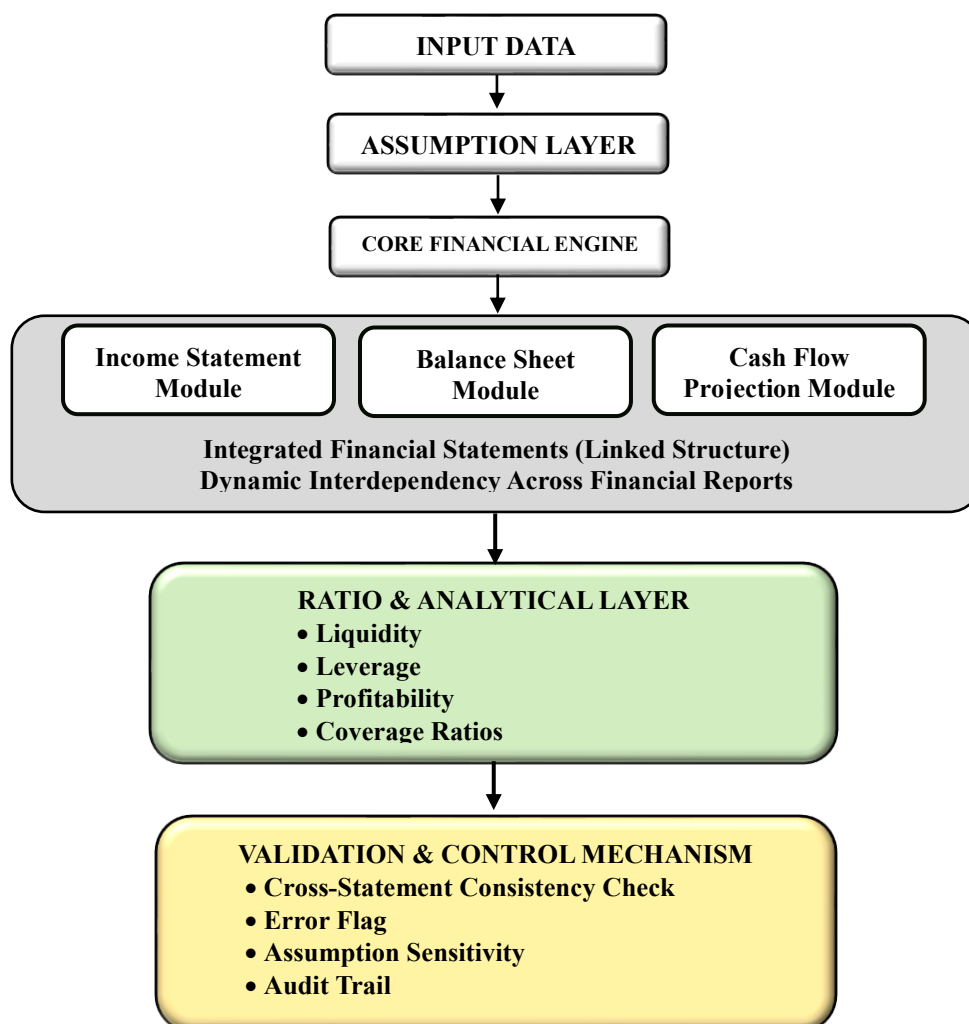 INPUT DATA
ASSUMPTION LAYER
CORE FINANCIAL ENGINE
Income Statement
Module
Balance Sheet
Module
Cash Flow
Projection Module
Integrated Financial Statements (Linked Structure)
Dynamic Interdependency Across Financial Reports
RATIO & ANALYTICAL LAYER
• Liquidity
• Leverage
• Profitability
• Coverage Ratios
VALIDATION & CONTROL MECHANISM
• Cross-Statement Consistency Check
• Error Flag
• Assumption Sensitivity
• Audit Trail